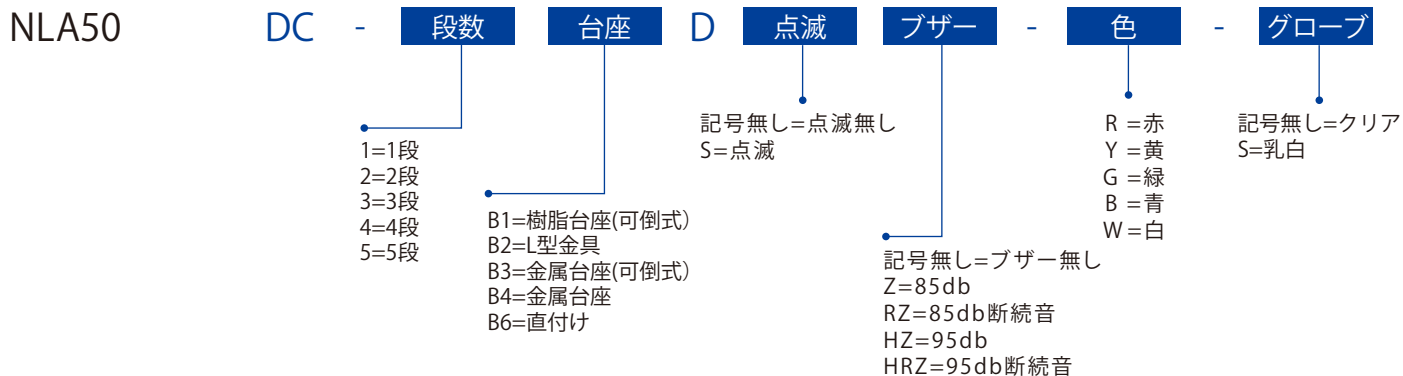 NLA50 DC - 段数 台座 D 点滅 ブザー - 色 - グローブ
1=1段
2=2段
3=3段
4=4段
5=5段
B1=樹脂台座(可倒式)
B2=L型金具
B3=金属台座(可倒式)
B4=金属台座
B6=直付け
記号無し=点滅無し
S=点滅
記号無し=ブザー無し
Z=85db
RZ=85db断続音
HZ=95db
HRZ=95db断続音
R =赤
Y =黄
G =緑
B =青
W =白
記号無し=クリア
S=乳白